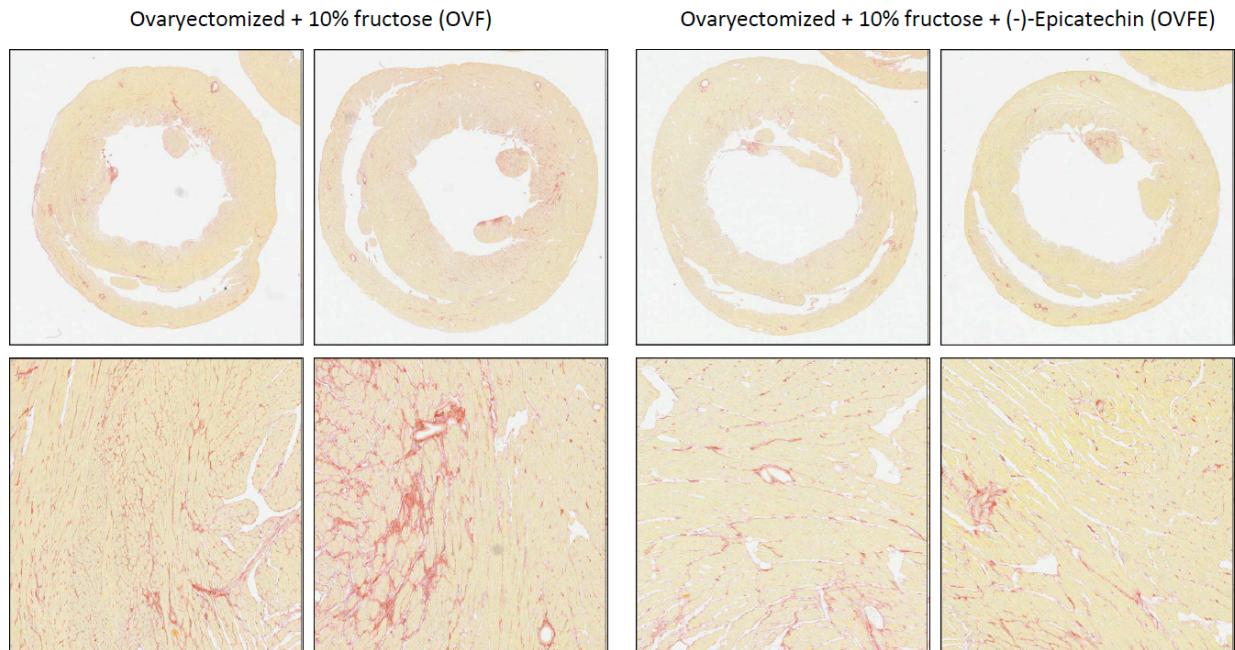 Ovaryectomized + 10% fructose (OVF)
Ovaryectomized + 10% fructose + (-)-Epicatechin (OVFE)